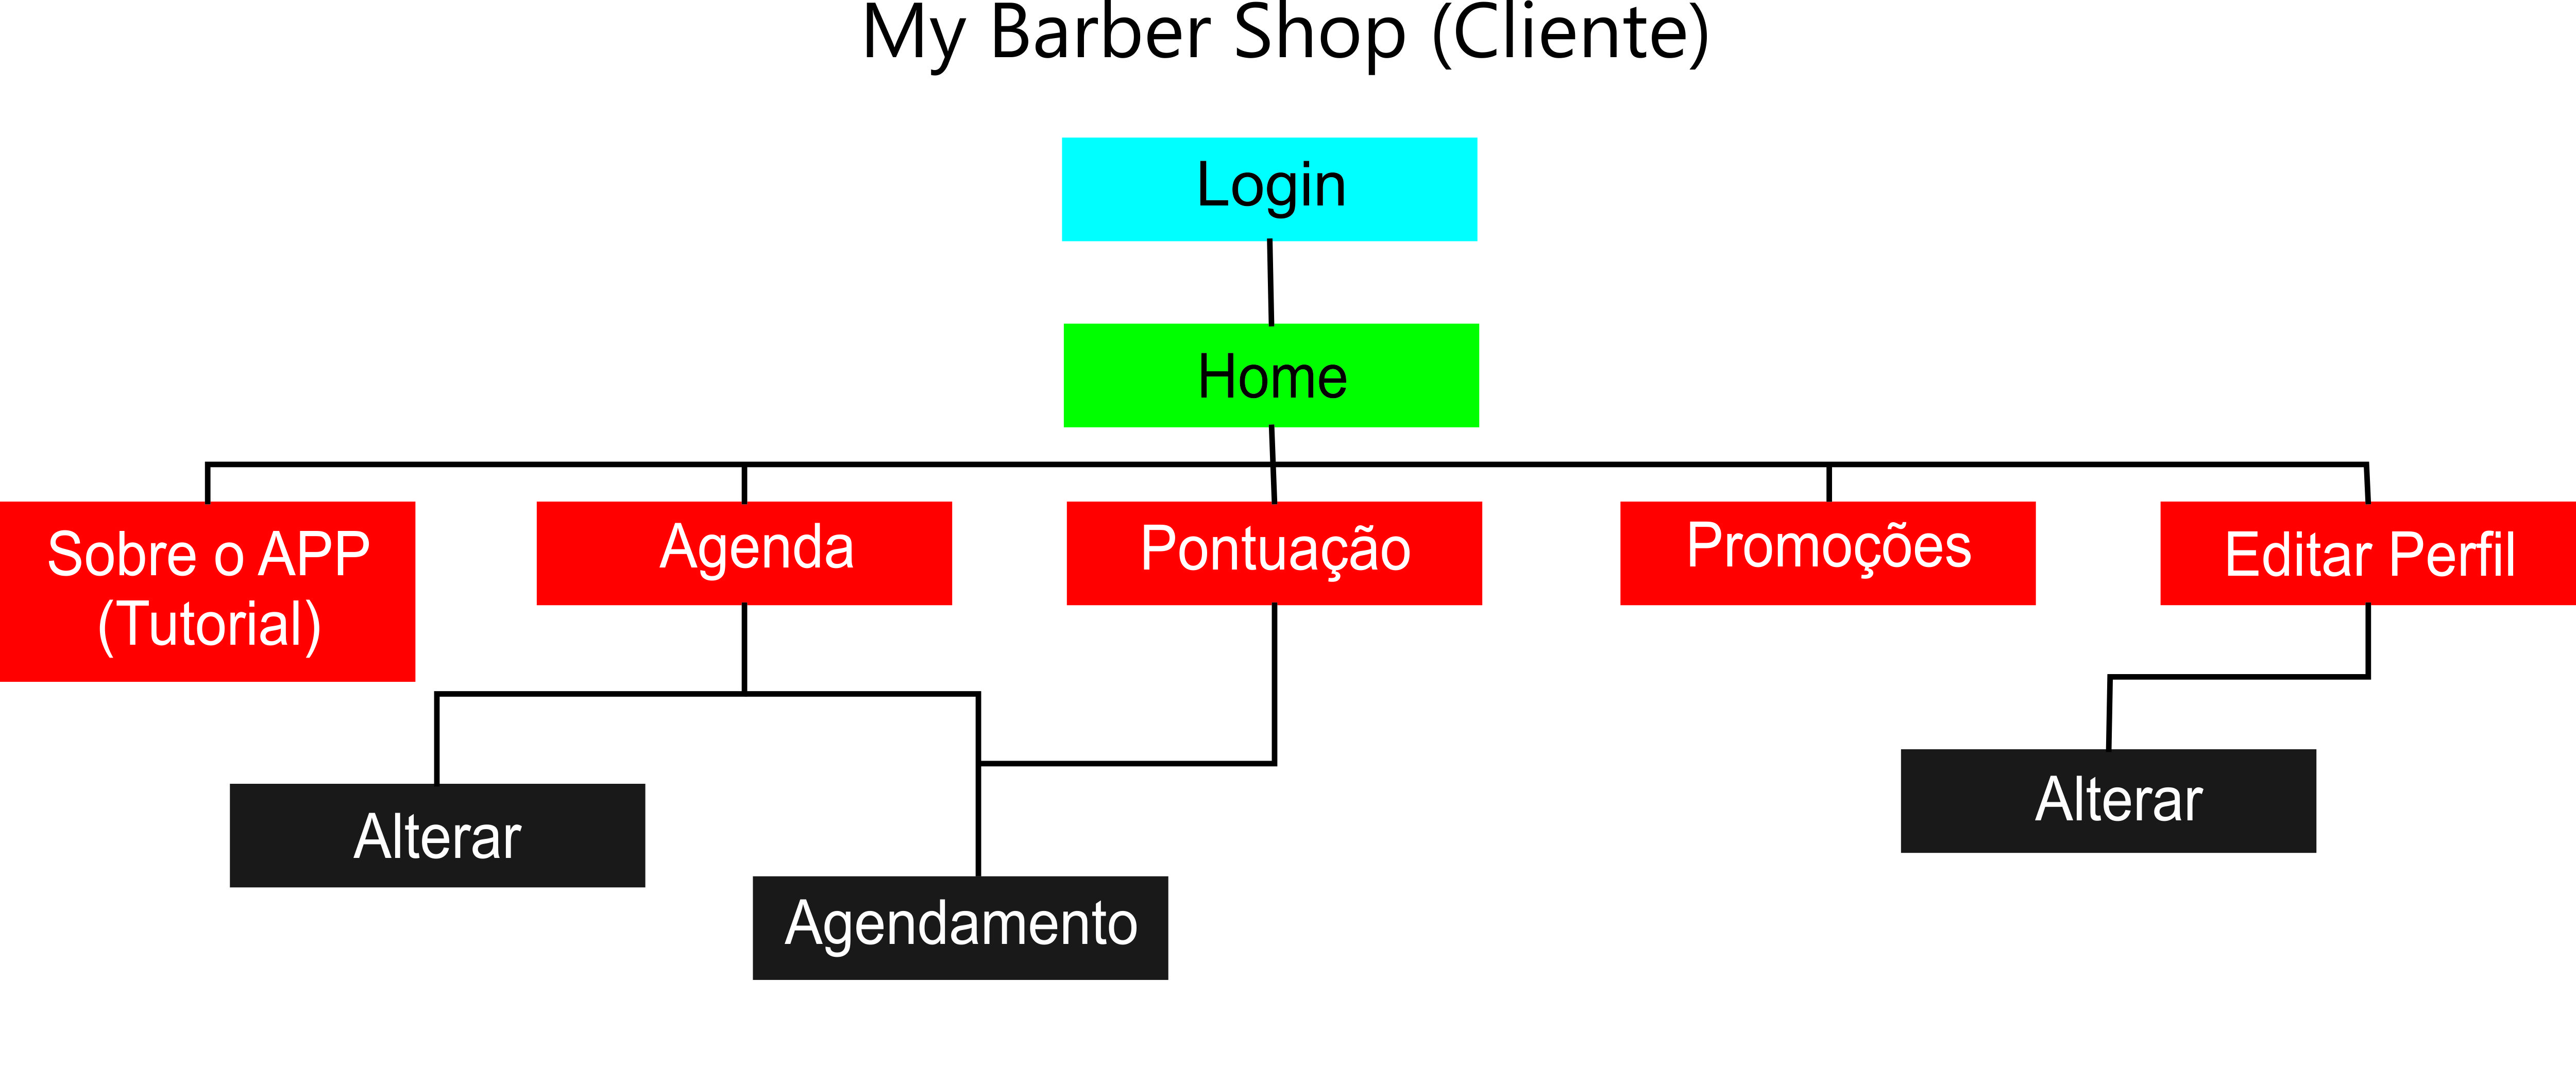 My Barber Shop (Cliente)
Login
Home
Sobre o APP
(Tutorial)
Agenda
Pontuação
Promoções
Editar Perfil
Alterar
Alterar
Agendamento